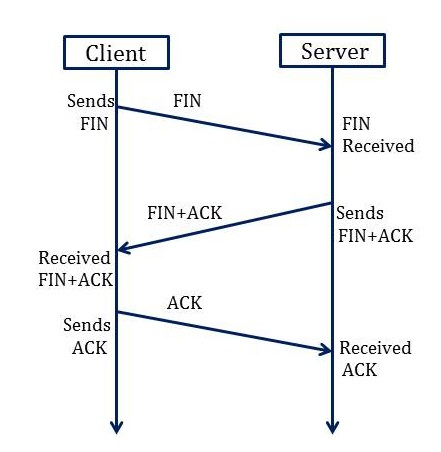 Client
Server
Sends
FIN
FIN
FIN
Received
FIN+ACK
Sends
FIN+ACK
Received
FIN+ACK
ACK
Sends
ACK
Received
ACK